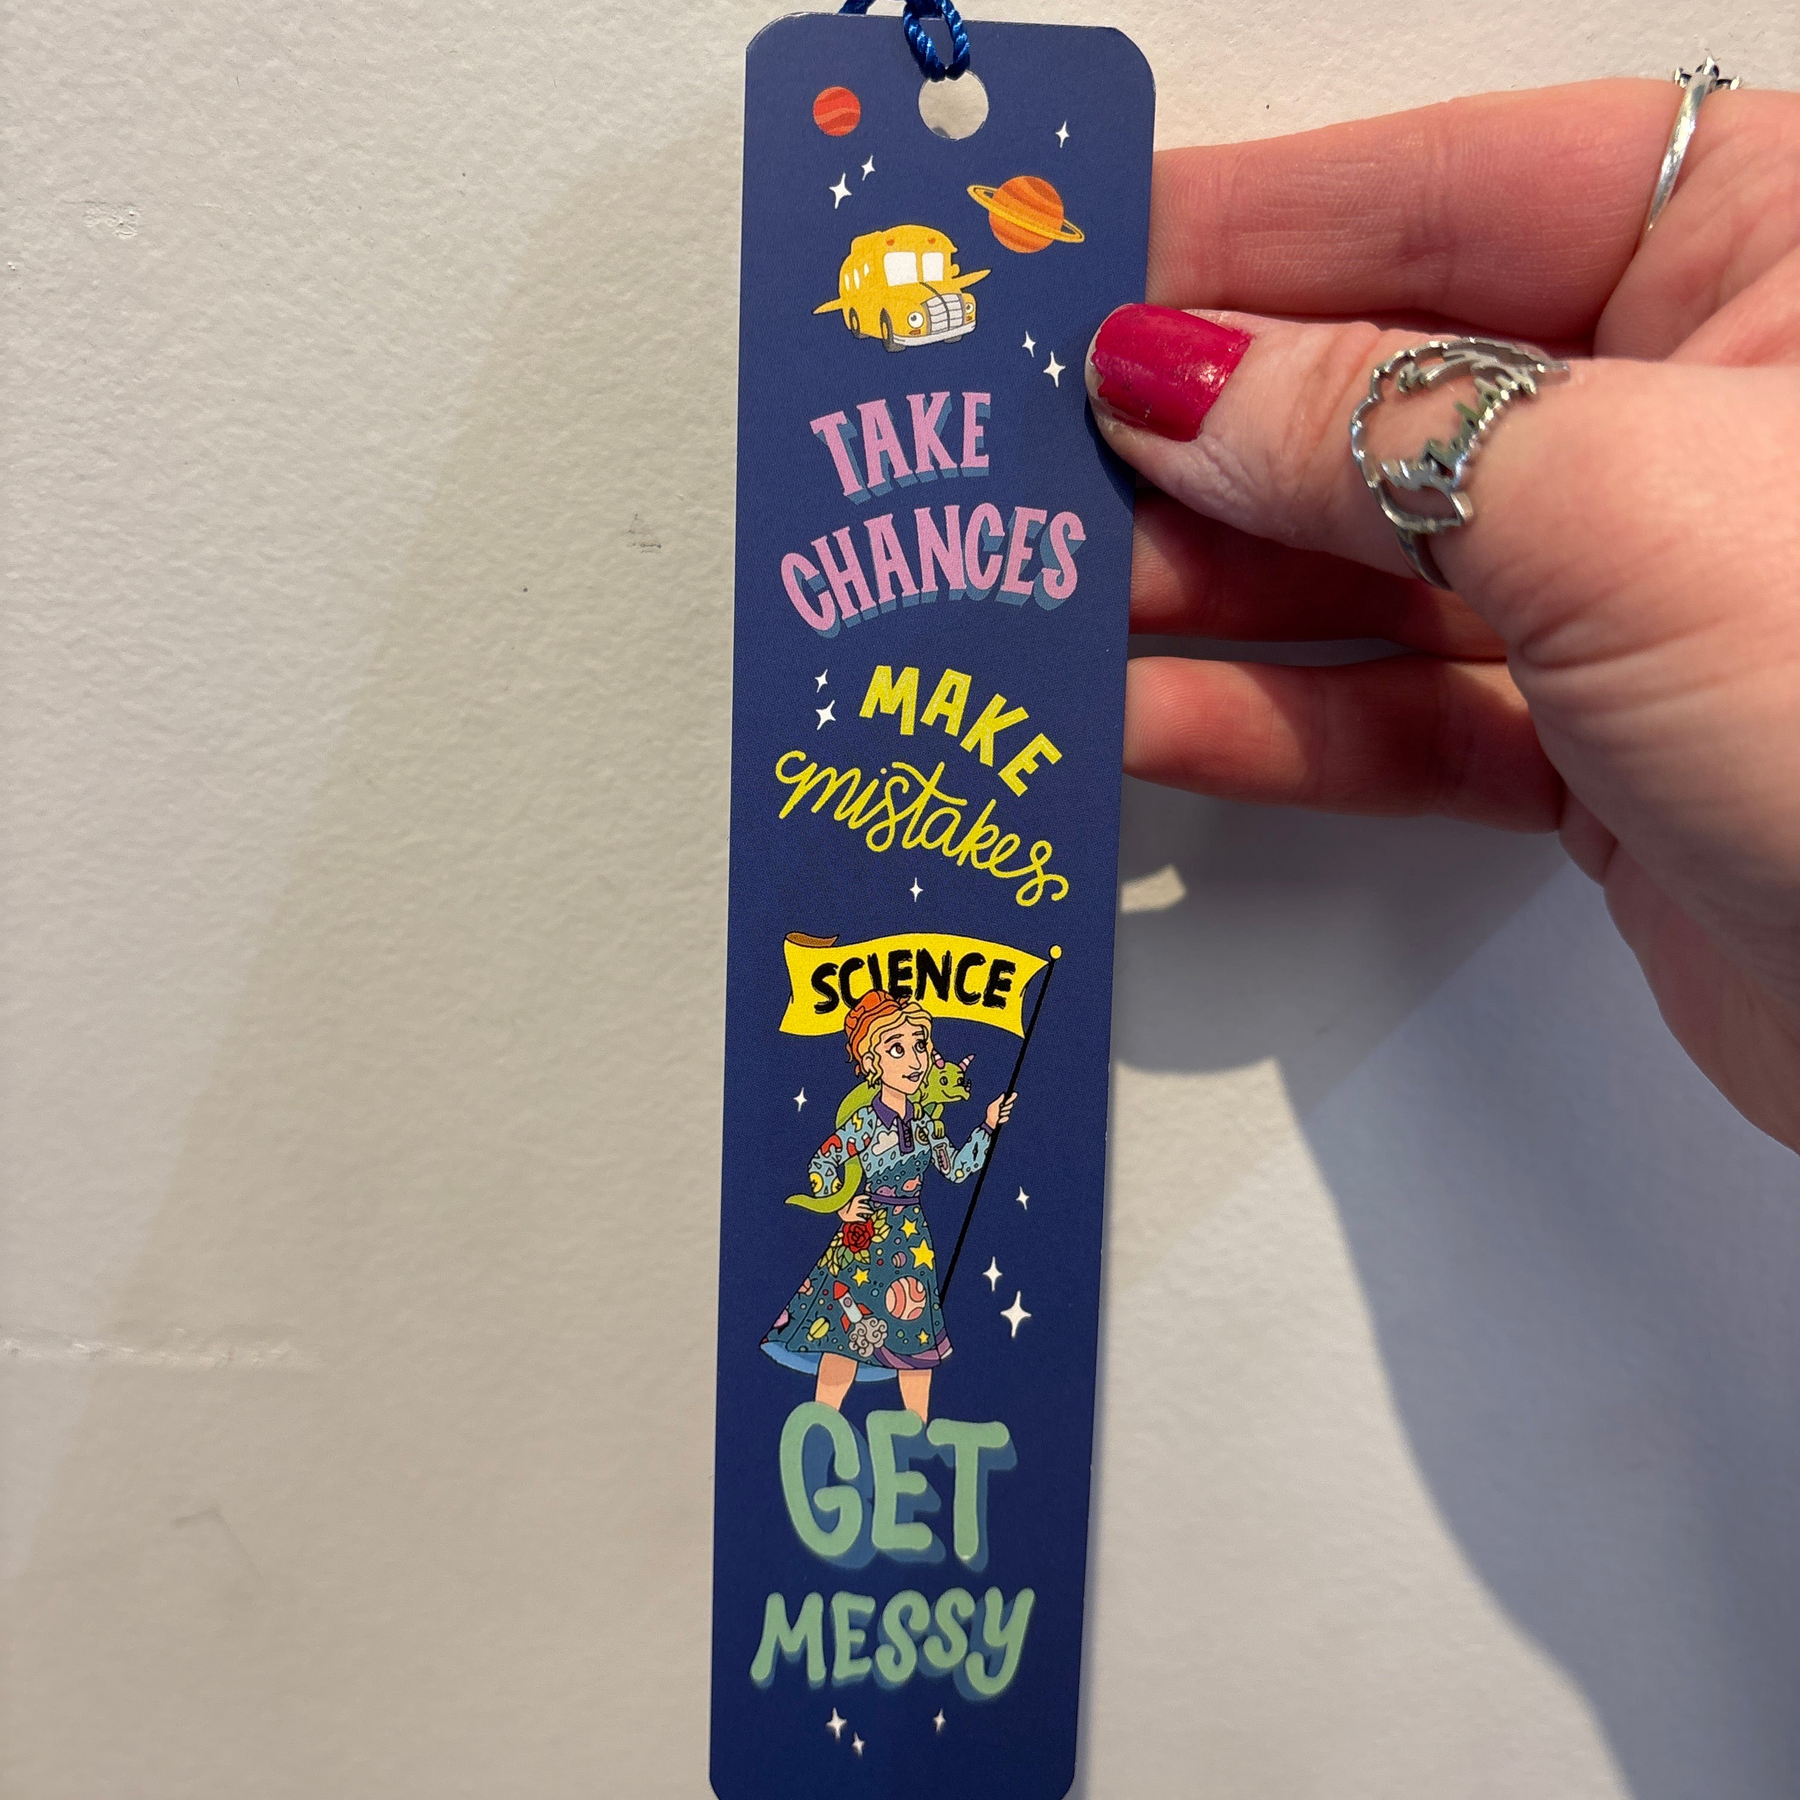 TAKE
CHANCES
MAKE
mistakes
SCIENCE
GET
MESSY